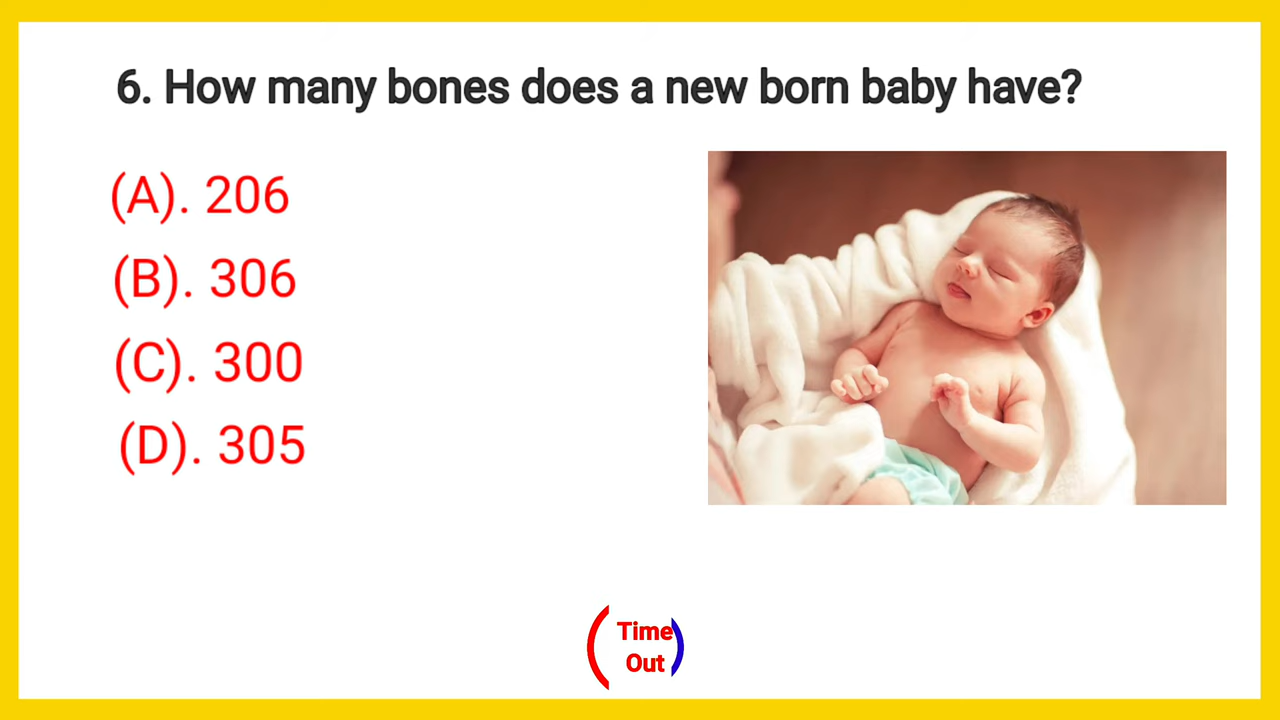 6. How many bones does a new born baby have?
(A). 206
(B). 306
(C). 300
(D). 305
Time
Out